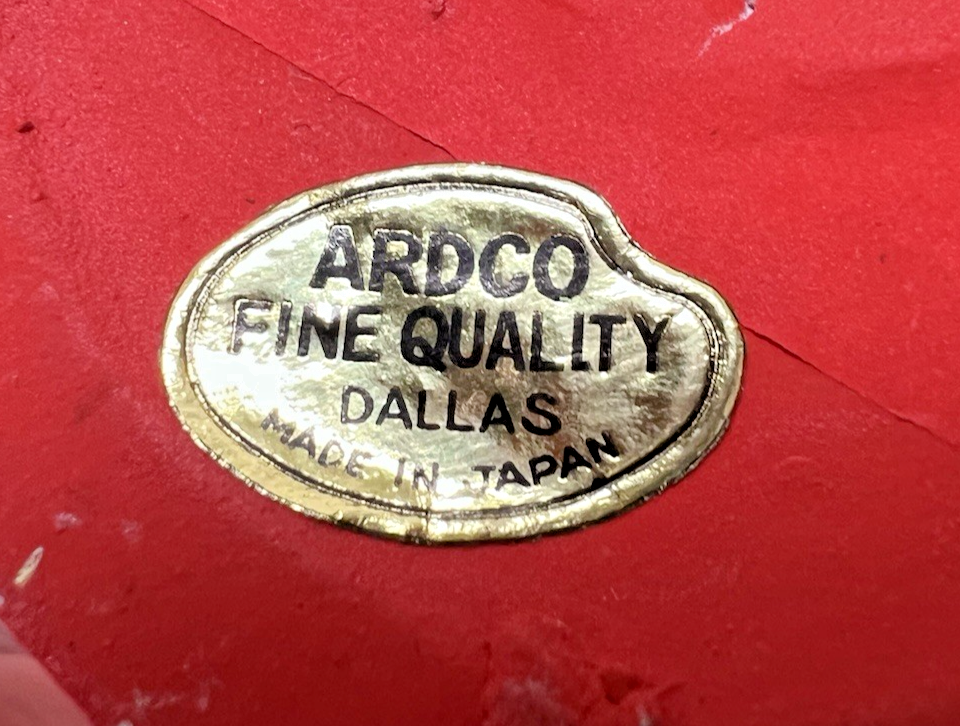 ARDCO
FINE QUALITY
DALLAS
MADE IN JAPAN